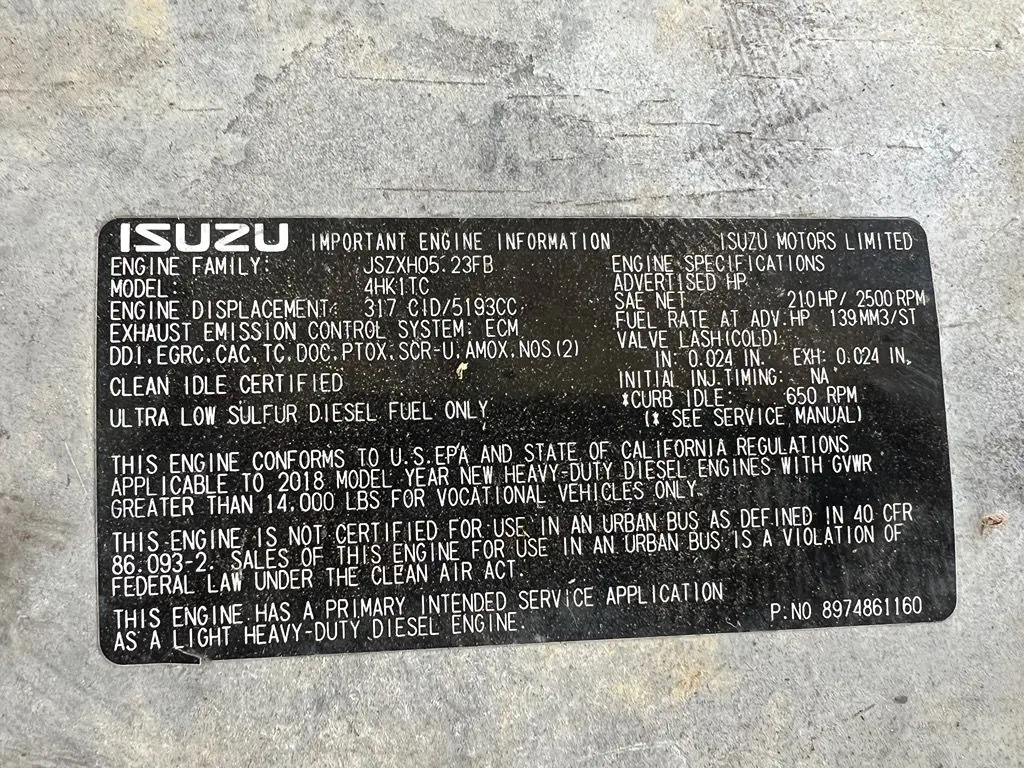 ISUZU IMPORTANT ENGINE INFORMATION ISUZU MOTORS LIMITED
ENGINE FAMILY: JSZXH05.23FB
MODEL: 4HK1TC
ENGINE DISPLACEMENT: 317 CID/5193CC
EXHAUST EMISSION CONTROL SYSTEM: ECM
DDI.EGRC.CAC.TC.DOC.PTOX.SCR-U.AMOX.NOS(2)
CLEAN IDLE CERTIFIED
ULTRA LOW SULFUR DIESEL FUEL ONLY
ENGINE SPECIFICATIONS
ADVERTISED HP
SAE NET 210HP/ 2500RPM
FUEL RATE AT ADV.HP 139MM3/ST
VALVE LASH(COLD)
IN: 0.024 IN. EXH: 0.024 IN.
INITIAL INJ.TIMING: NA
*CURB IDLE: 650 RPM
(* SEE SERVICE MANUAL)
THIS ENGINE CONFORMS TO U.S.EPA AND STATE OF CALIFORNIA REGULATIONS
APPLICABLE TO 2018 MODEL YEAR NEW HEAVY-DUTY DIESEL ENGINES WITH GVWR
GREATER THAN 14.000 LBS FOR VOCATIONAL VEHICLES ONLY.
THIS ENGINE IS NOT CERTIFIED FOR USE IN AN URBAN BUS AS DEFINED IN 40 CFR
86.093-2. SALES OF THIS ENGINE FOR USE IN AN URBAN BUS IS A VIOLATION OF
FEDERAL LAW UNDER THE CLEAN AIR ACT.
THIS ENGINE HAS A PRIMARY INTENDED SERVICE APPLICATION
AS A LIGHT HEAVY-DUTY DIESEL ENGINE.
P.NO 8974861160